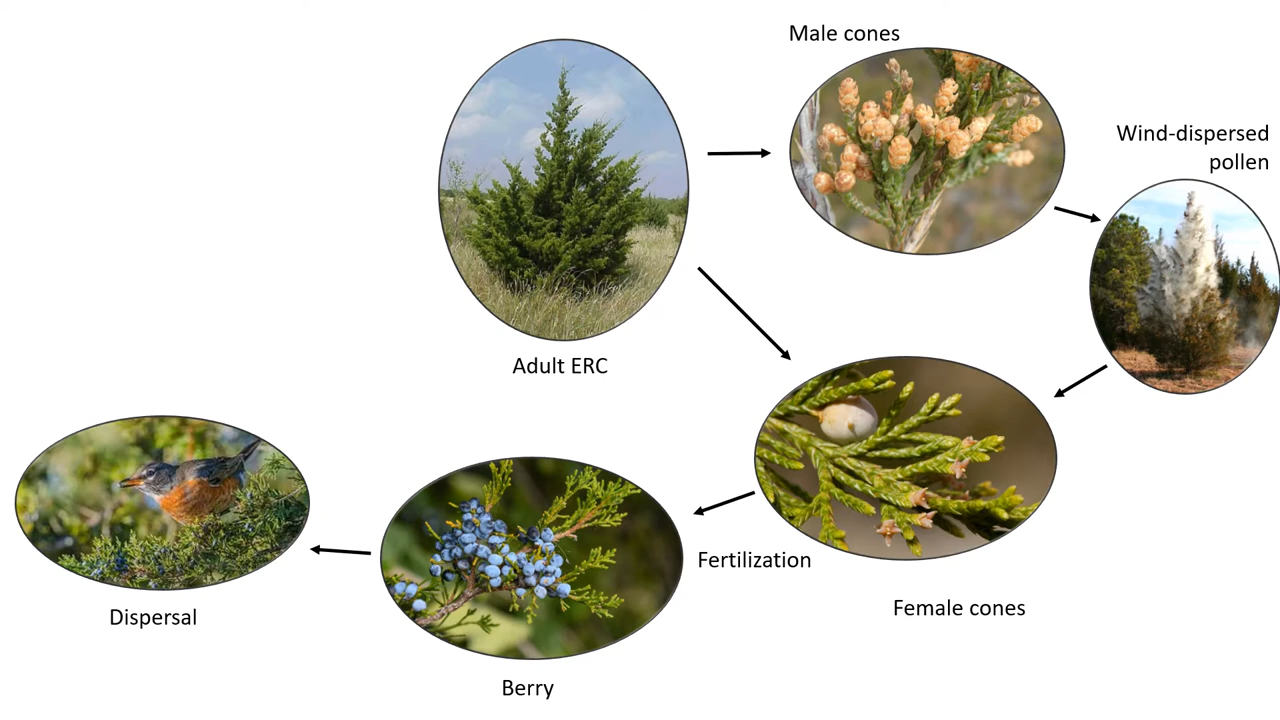 Male cones
Wind-dispersed
pollen
Adult ERC
Fertilization
Female cones
Dispersal
Berry